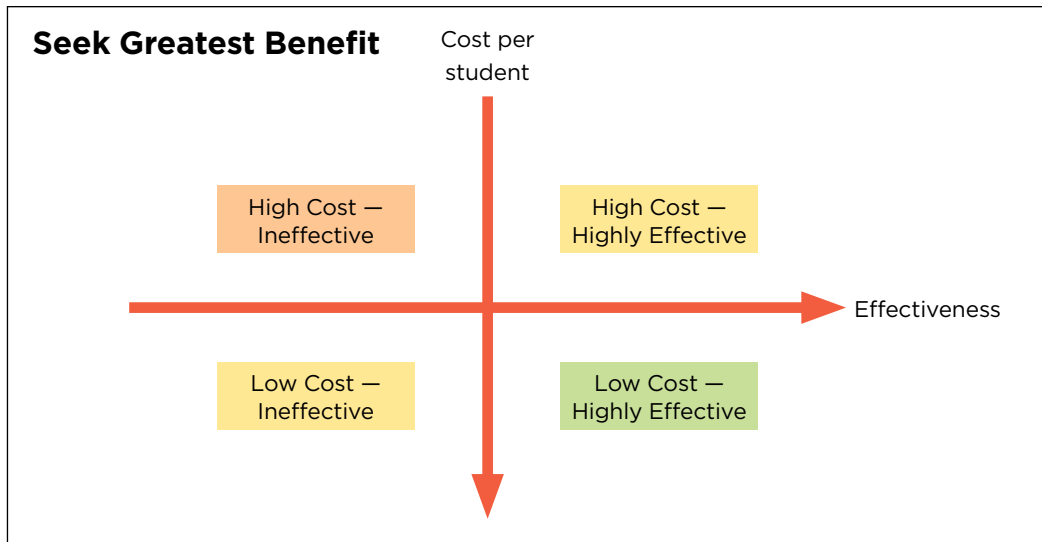 Seek Greatest Benefit
Cost per
student
High Cost —
Ineffective
High Cost —
Highly Effective
Effectiveness
Low Cost —
Ineffective
Low Cost —
Highly Effective